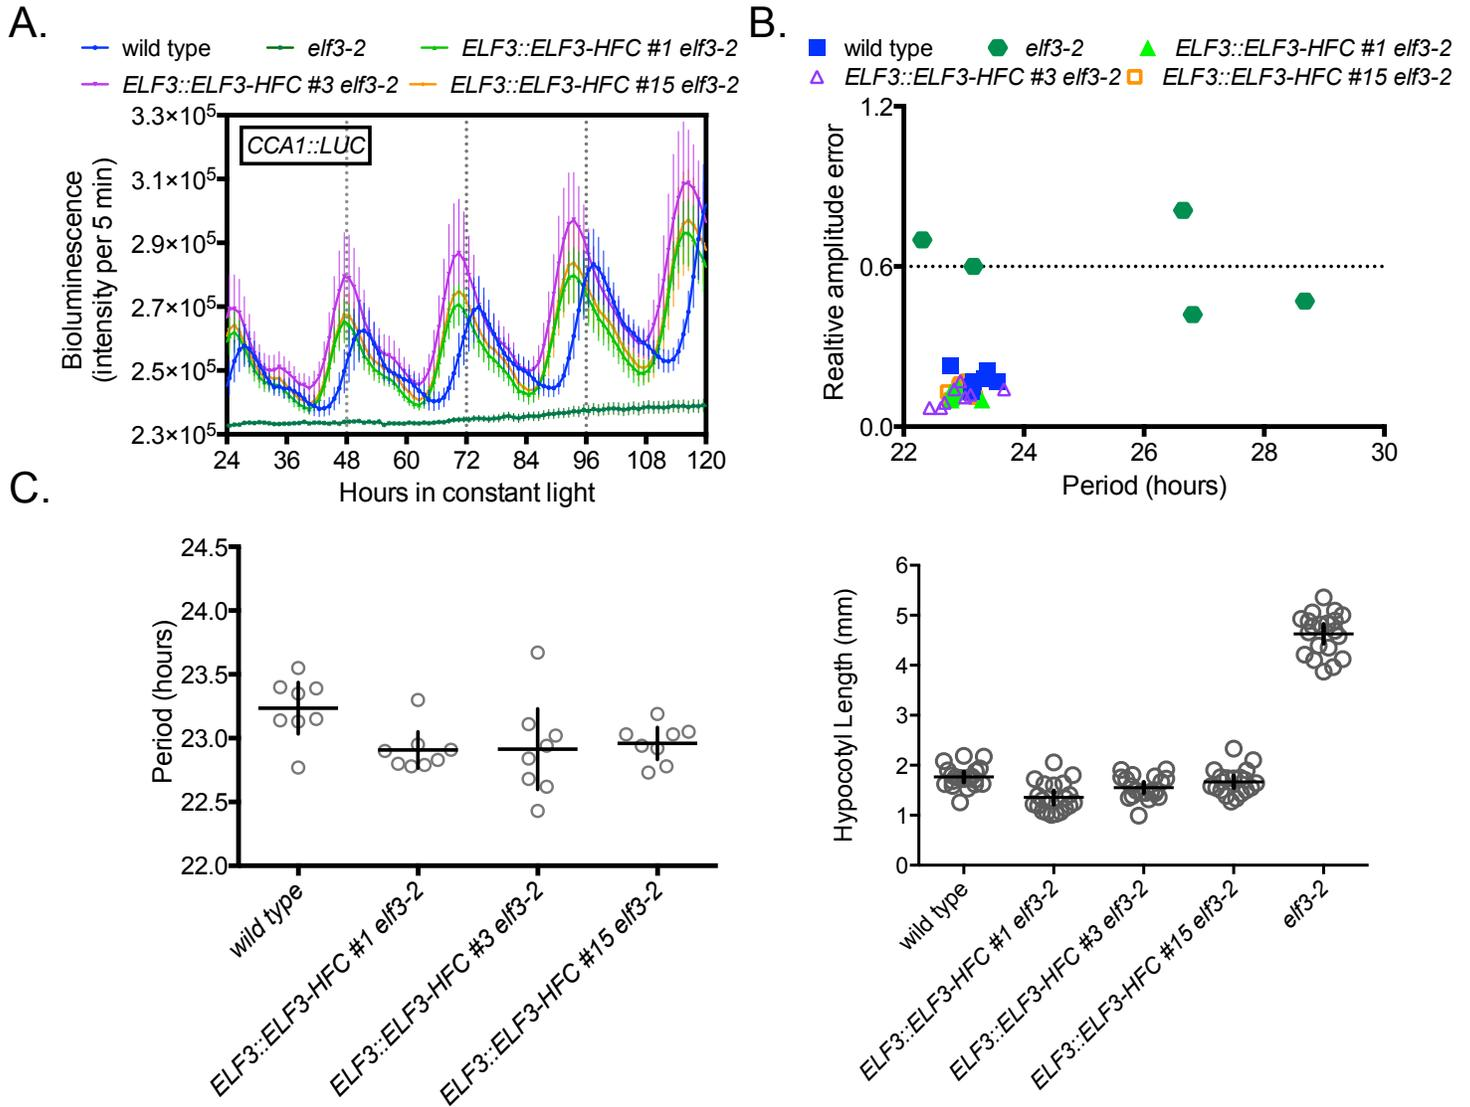 A.
wild type elf3-2 ELF3::ELF3-HFC #1 elf3-2
ELF3::ELF3-HFC #3 elf3-2 ELF3::ELF3-HFC #15 elf3-2
CCA1::LUC
Bioluminescence
(intensity per 5 min)
3.3×10⁵
3.1×10⁵
2.9×10⁵
2.7×10⁵
2.5×10⁵
2.3×10⁵
24 36 48 60 72 84 96 108 120
Hours in constant light
B.
wild type elf3-2 ELF3::ELF3-HFC #1 elf3-2
ELF3::ELF3-HFC #3 elf3-2 ELF3::ELF3-HFC #15 elf3-2
Realtive amplitude error
1.2
0.6
0.0
22 24 26 28 30
Period (hours)
C.
Period (hours)
24.5
24.0
23.5
23.0
22.5
22.0
wild type
ELF3::ELF3-HFC #1 elf3-2
ELF3::ELF3-HFC #3 elf3-2
ELF3::ELF3-HFC #15 elf3-2
Hypocotyl Length (mm)
6
5
4
3
2
1
0
wild type
ELF3::ELF3-HFC #1 elf3-2
ELF3::ELF3-HFC #3 elf3-2
ELF3::ELF3-HFC #15 elf3-2
elf3-2